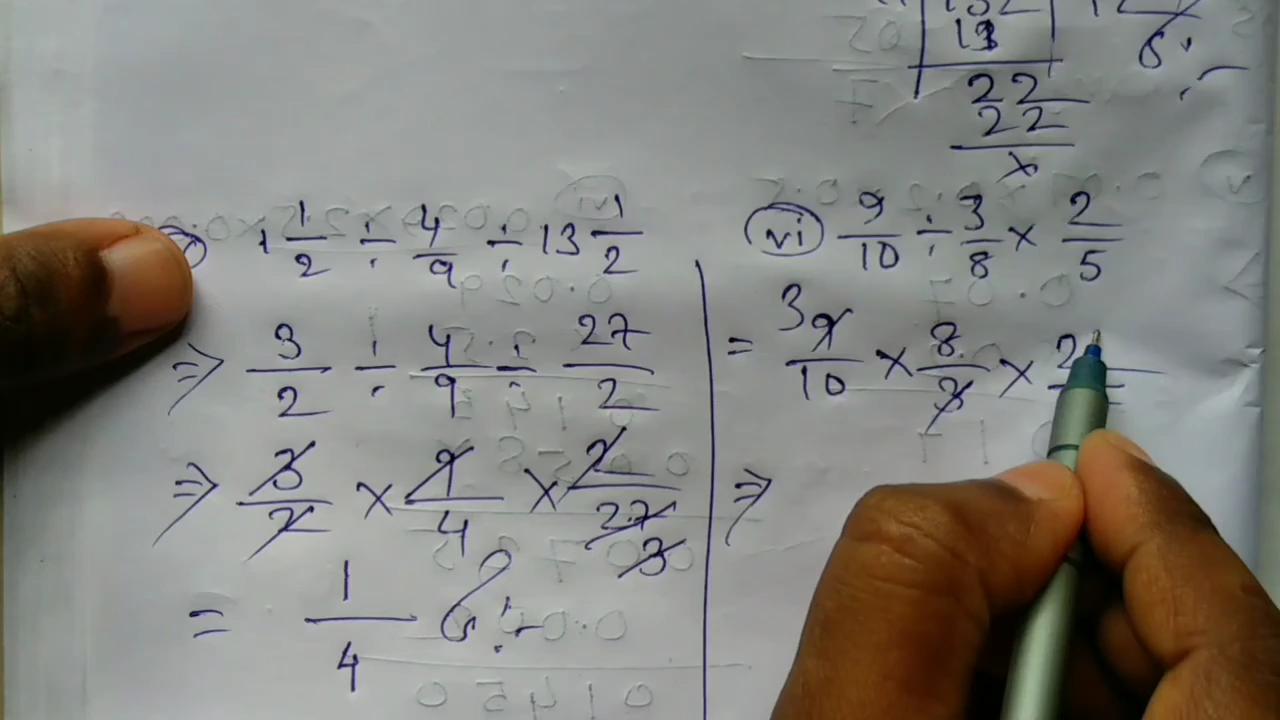 13
22
22
x
1 1/2 ÷ 4/9 ÷ 13 1/2
⇒ 3/2 ÷ 4/9 ÷ 27/2
⇒ 3/2 × 9/4 × 2/27 3
= 1/4
vi 9/10 ÷ 3/8 × 2/5
= 3 9/10 × 8/3 × 2
⇒